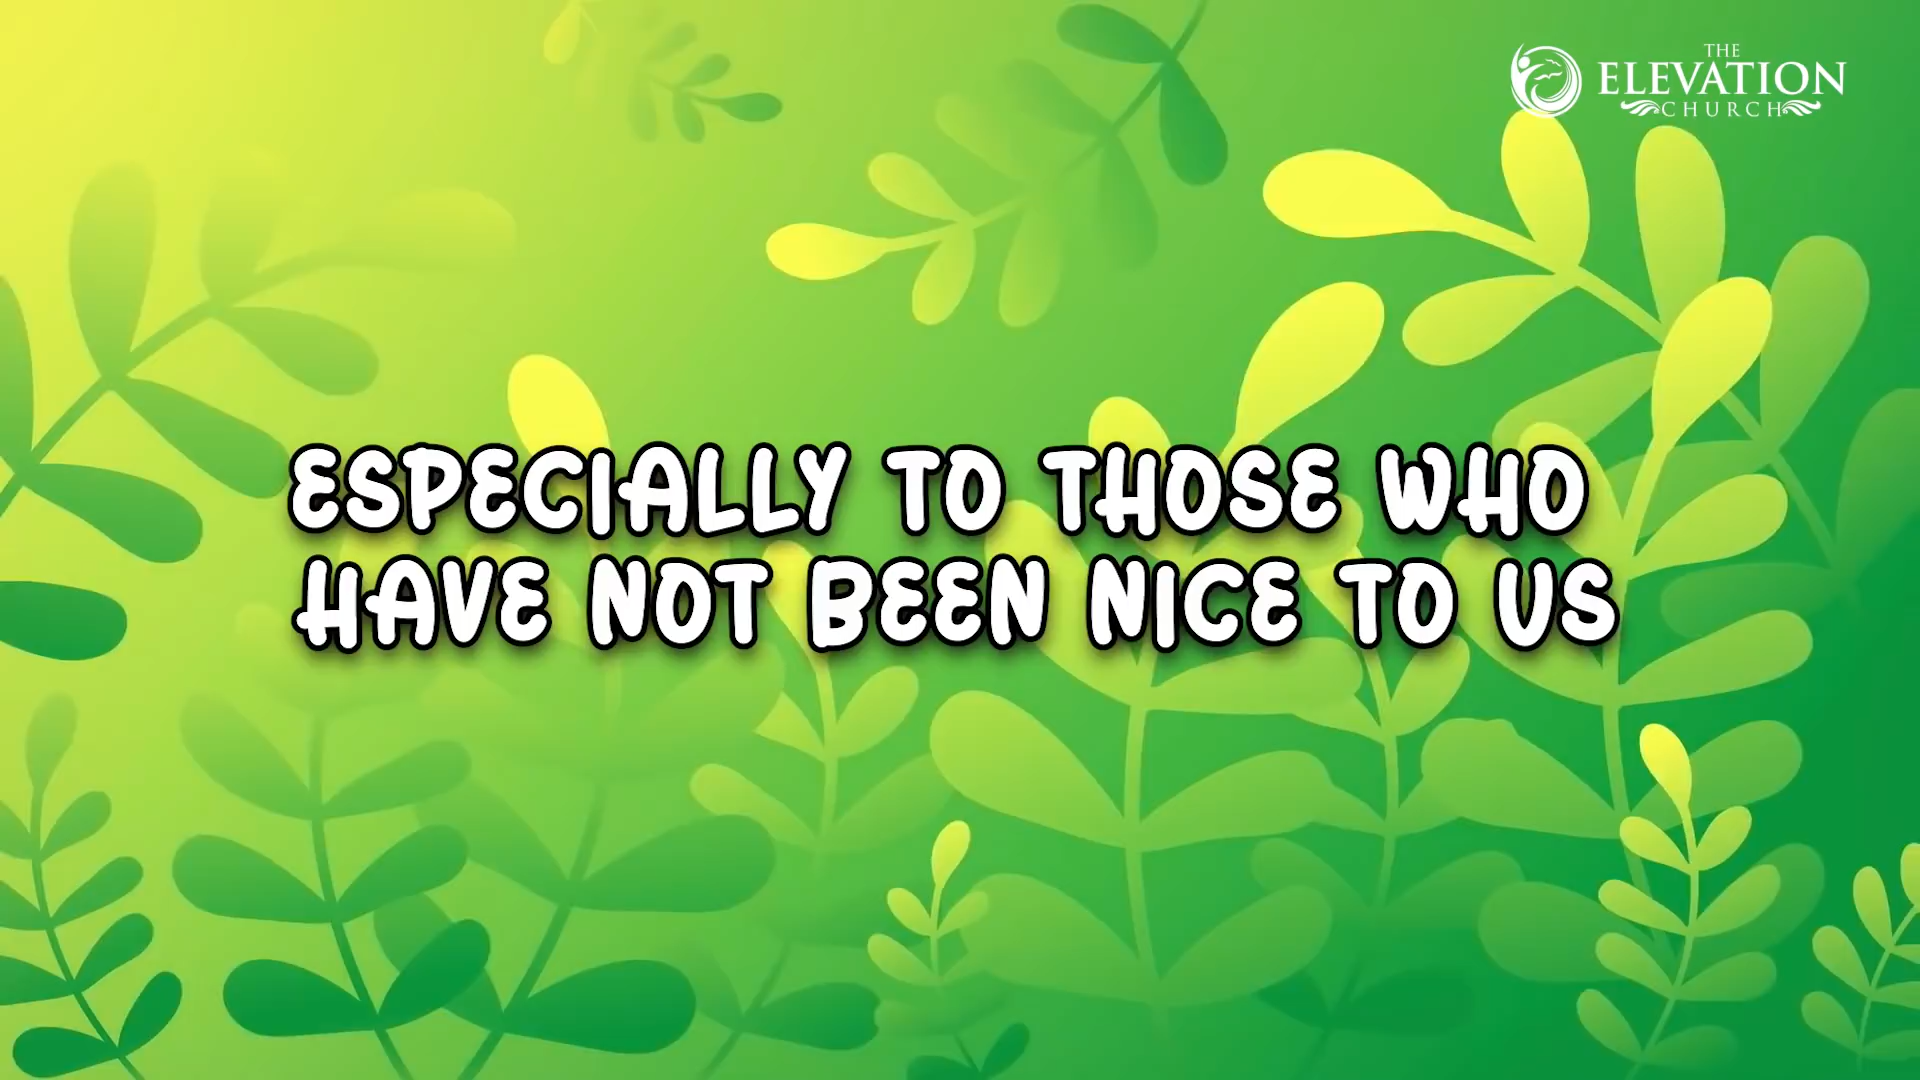 THE
ELEVATION
CHURCH
ESPECIALLY TO THOSE WHO
HAVE NOT BEEN NICE TO US